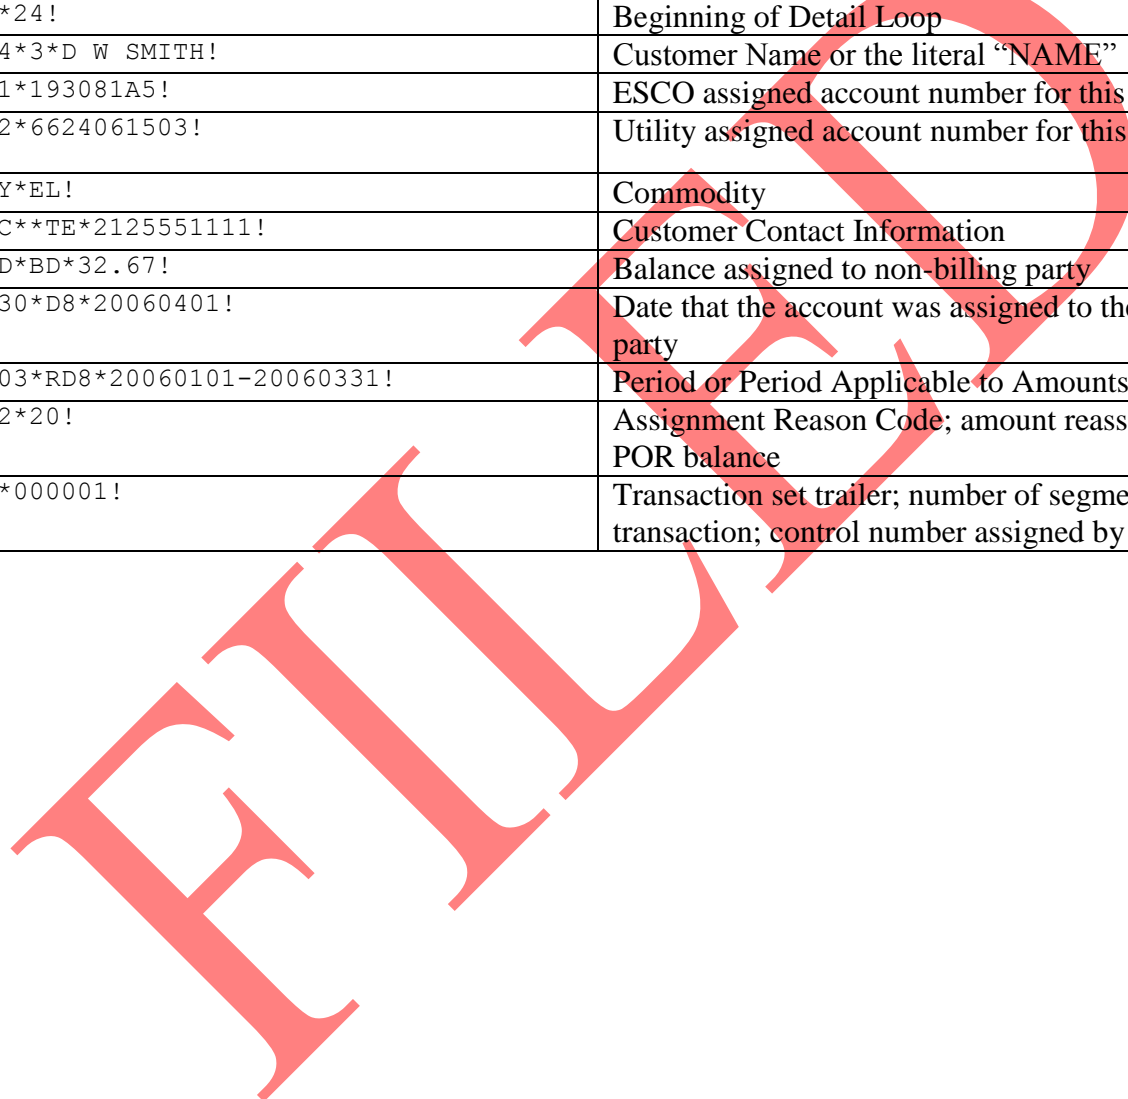 *24!
Beginning of Detail Loop
4*3*D W SMITH!
Customer Name or the literal “NAME”
1*193081A5!
ESCO assigned account number for this
2*6624061503!
Utility assigned account number for this
Y*EL!
Commodity
C**TE*2125551111!
Customer Contact Information
D*BD*32.67!
Balance assigned to non-billing party
30*D8*20060401!
Date that the account was assigned to the
party
03*RD8*20060101-20060331!
Period or Period Applicable to Amounts
2*20!
Assignment Reason Code; amount reass
POR balance
*000001!
Transaction set trailer; number of segme
transaction; control number assigned by
FILED